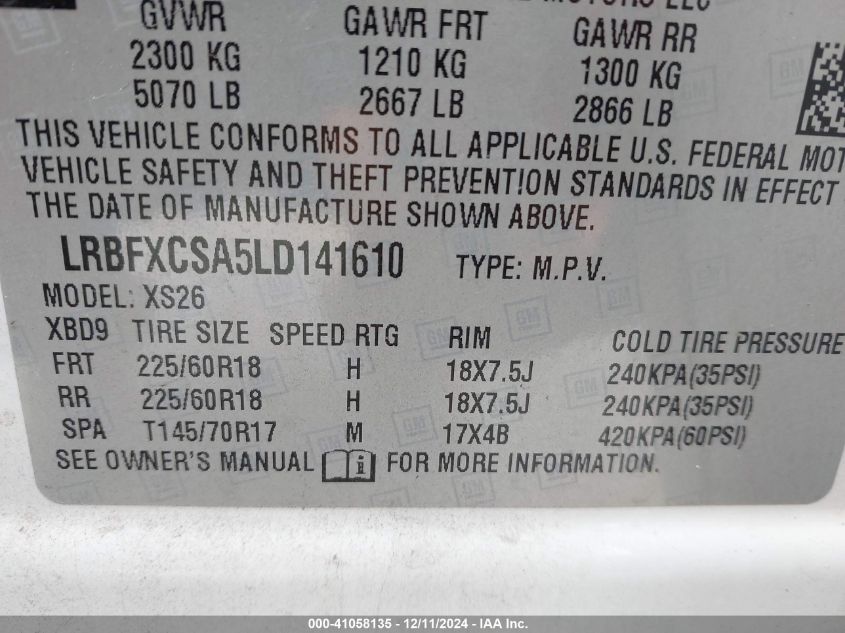 MOTORS LLC
GVWR GAWR FRT GAWR RR
2300 KG 1210 KG 1300 KG
5070 LB 2667 LB 2866 LB
THIS VEHICLE CONFORMS TO ALL APPLICABLE U.S. FEDERAL MOT
VEHICLE SAFETY AND THEFT PREVENTION STANDARDS IN EFFECT
THE DATE OF MANUFACTURE SHOWN ABOVE.
LRBFXCSA5LD141610 TYPE: M.P.V.
MODEL: XS26
XBD9 TIRE SIZE SPEED RTG RIM COLD TIRE PRESSURE
FRT 225/60R18 H 18X7.5J 240KPA(35PSI)
RR 225/60R18 H 18X7.5J 240KPA(35PSI)
SPA T145/70R17 M 17X4B 420KPA(60PSI)
SEE OWNER'S MANUAL i FOR MORE INFORMATION.
000-41058135 - 12/11/2024 - IAA Inc.